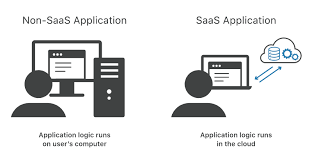 Non-SaaS Application
SaaS Application
Application logic runs
on user's computer
Application logic runs
in the cloud